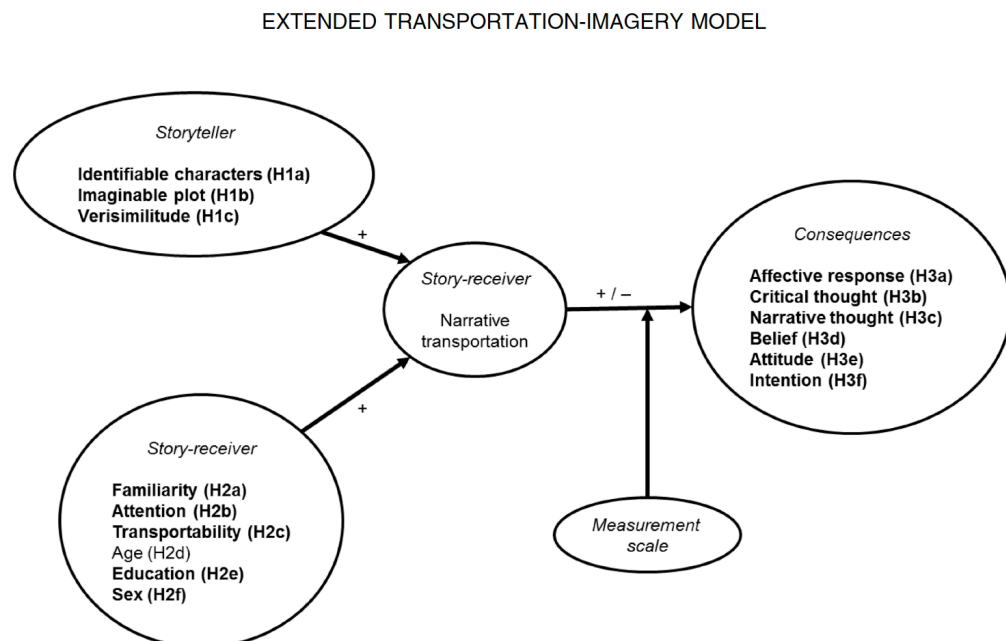 EXTENDED TRANSPORTATION-IMAGERY MODEL
Storyteller
Identifiable characters (H1a)
Imaginable plot (H1b)
Verisimilitude (H1c)
+
Story-receiver
Narrative
transportation
+ / –
Consequences
Affective response (H3a)
Critical thought (H3b)
Narrative thought (H3c)
Belief (H3d)
Attitude (H3e)
Intention (H3f)
+
Story-receiver
Familiarity (H2a)
Attention (H2b)
Transportability (H2c)
Age (H2d)
Education (H2e)
Sex (H2f)
Measurement
scale